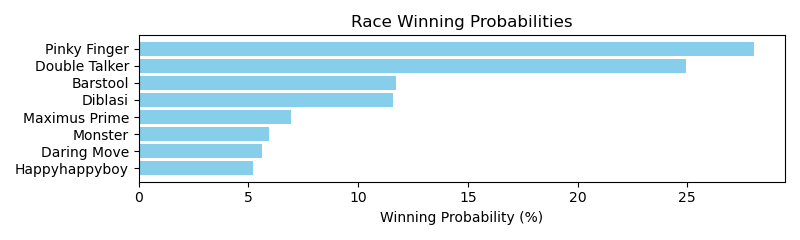 Race Winning Probabilities
Pinky Finger
Double Talker
Barstool
Diblasi
Maximus Prime
Monster
Daring Move
Happyhappyboy
0 5 10 15 20 25
Winning Probability (%)